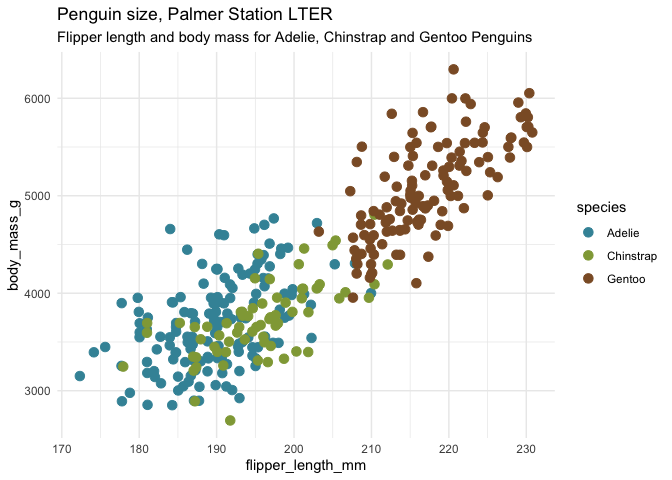 Penguin size, Palmer Station LTER
Flipper length and body mass for Adelie, Chinstrap and Gentoo Penguins
body_mass_g
6000
5000
4000
3000
170 180 190 200 210 220 230
flipper_length_mm
species
Adelie
Chinstrap
Gentoo